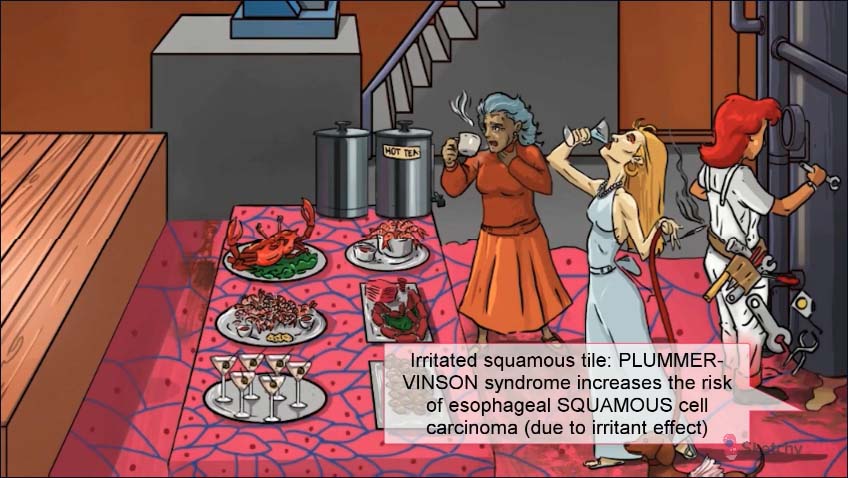 HOT TEA
Irritated squamous tile: PLUMMER-
VINSON syndrome increases the risk
of esophageal SQUAMOUS cell
carcinoma (due to irritant effect)
Sketchy